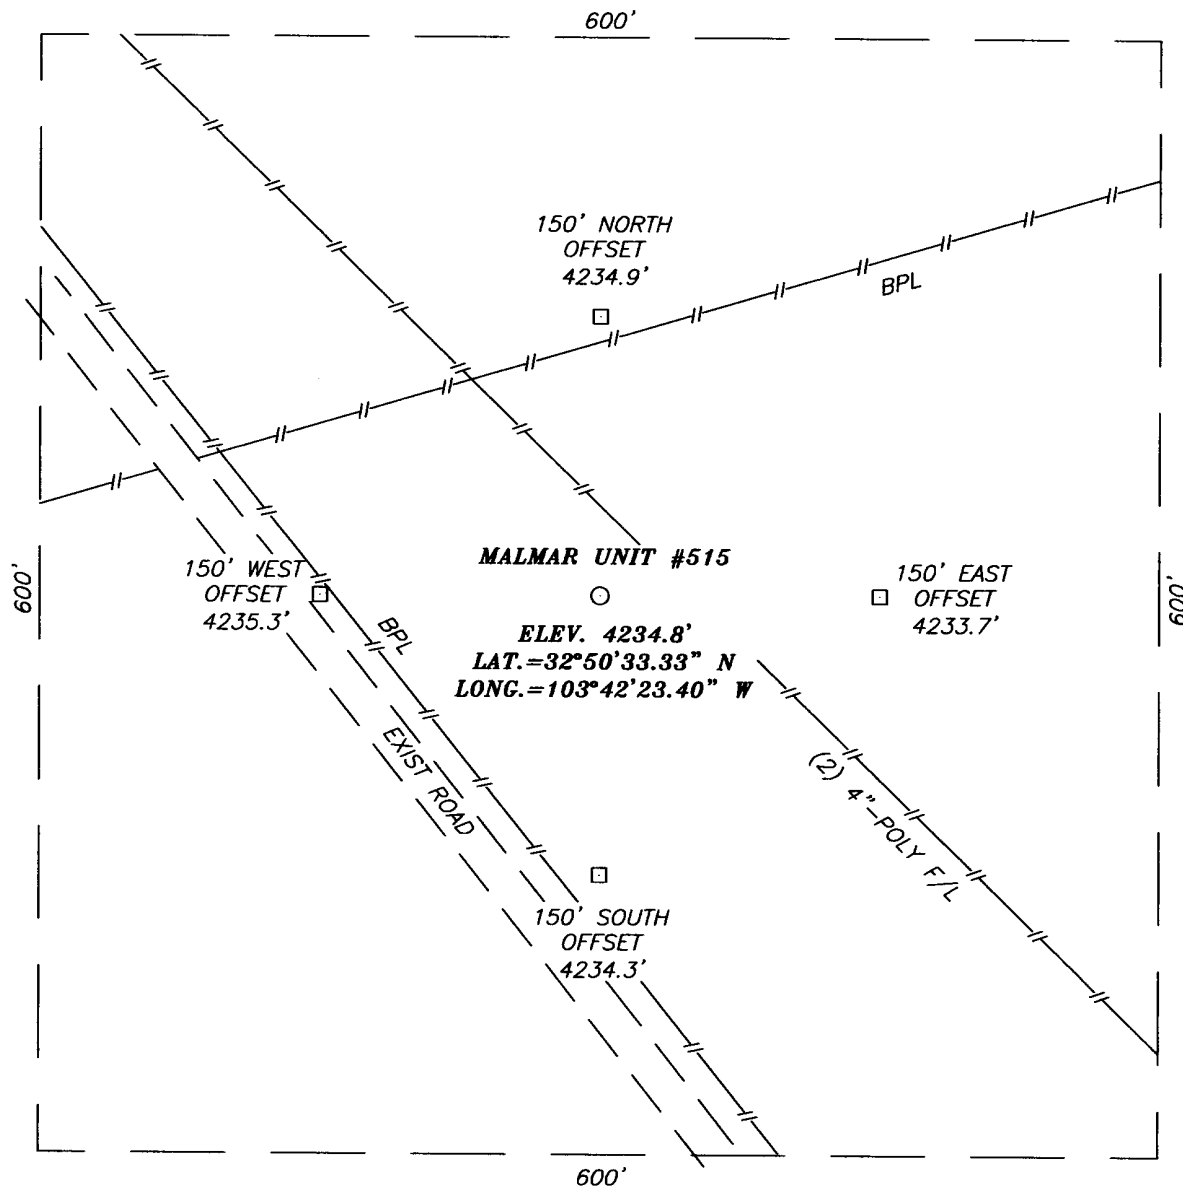 600'
150' NORTH
OFFSET
4234.9'
BPL
MALMAR UNIT #515
150' WEST
OFFSET
4235.3'
150' EAST
OFFSET
4233.7'
600'
600'
ELEV. 4234.8'
LAT.=32°50'33.33" N
LONG.=103°42'23.40" W
BPL
EXIST ROAD
(2) 4"-POLY F/L
150' SOUTH
OFFSET
4234.3'
600'